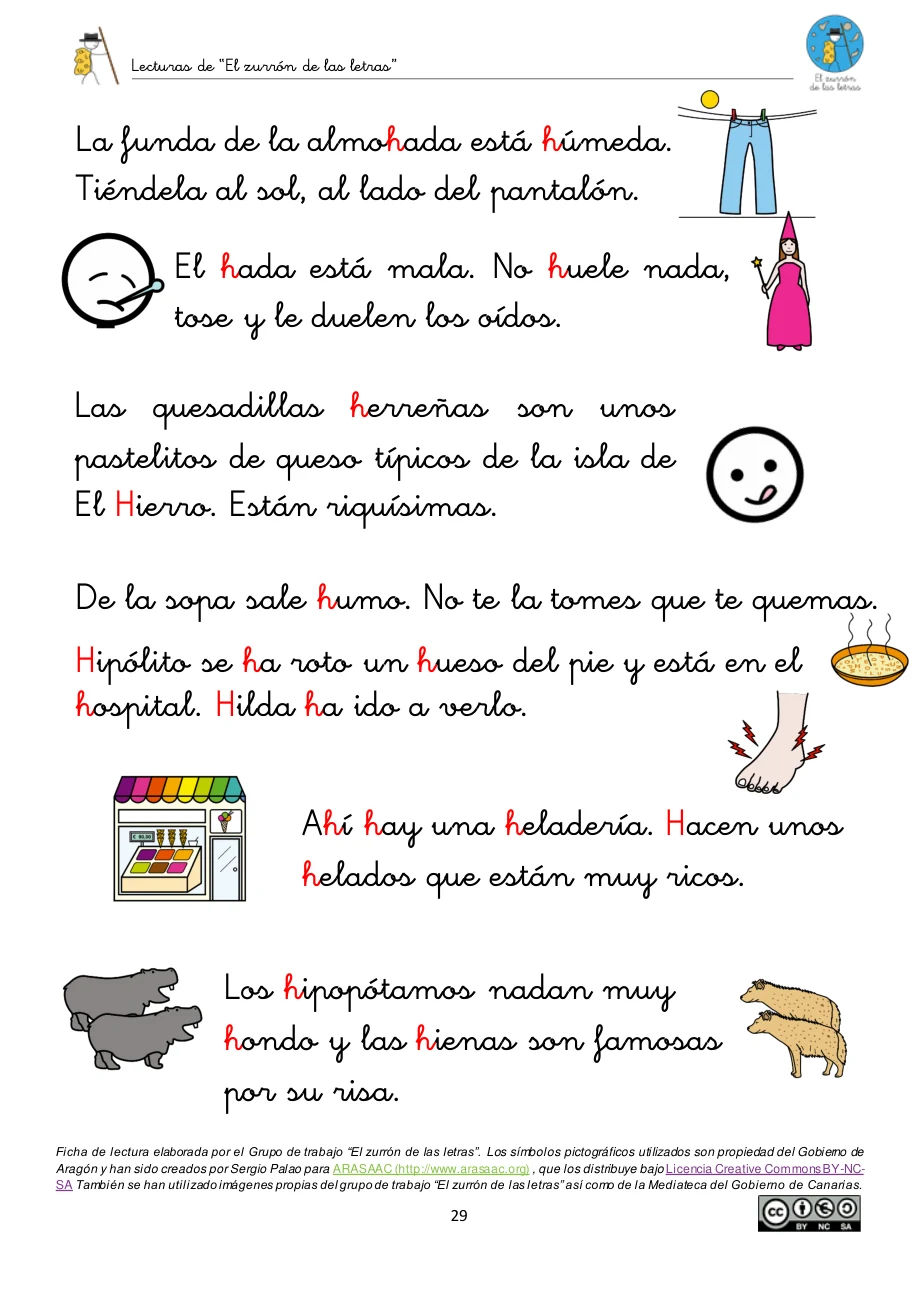 Lecturas de "El zurrón de las letras"
El zurrón
de las letras
La funda de la almohada está húmeda.
Tiéndela al sol, al lado del pantalón.
El hada está mala. No huele nada,
tose y le duelen los oídos.
Las quesadillas herreñas son unos
pastelitos de queso típicos de la isla de
El Hierro. Están riquísimas.
De la sopa sale humo. No te la tomes que te quemas.
Hipólito se ha roto un hueso del pie y está en el
hospital. Hilda ha ido a verlo.
Ahí hay una heladería. Hacen unos
helados que están muy ricos.
Los hipopótamos nadan muy
hondo y las hienas son famosas
por su risa.
Ficha de lectura elaborada por el Grupo de trabajo "El zurrón de las letras". Los símbolos pictográficos utilizados son propiedad del Gobierno de
Aragón y han sido creados por Sergio Palao para ARASAAC (http://www.arasaac.org) , que los distribuye bajo Licencia Creative Commons BY-NC-
SA También se han utilizado imágenes propias del grupo de trabajo "El zurrón de las letras" así como de la Mediateca del Gobierno de Canarias.
29
cc BY NC SA